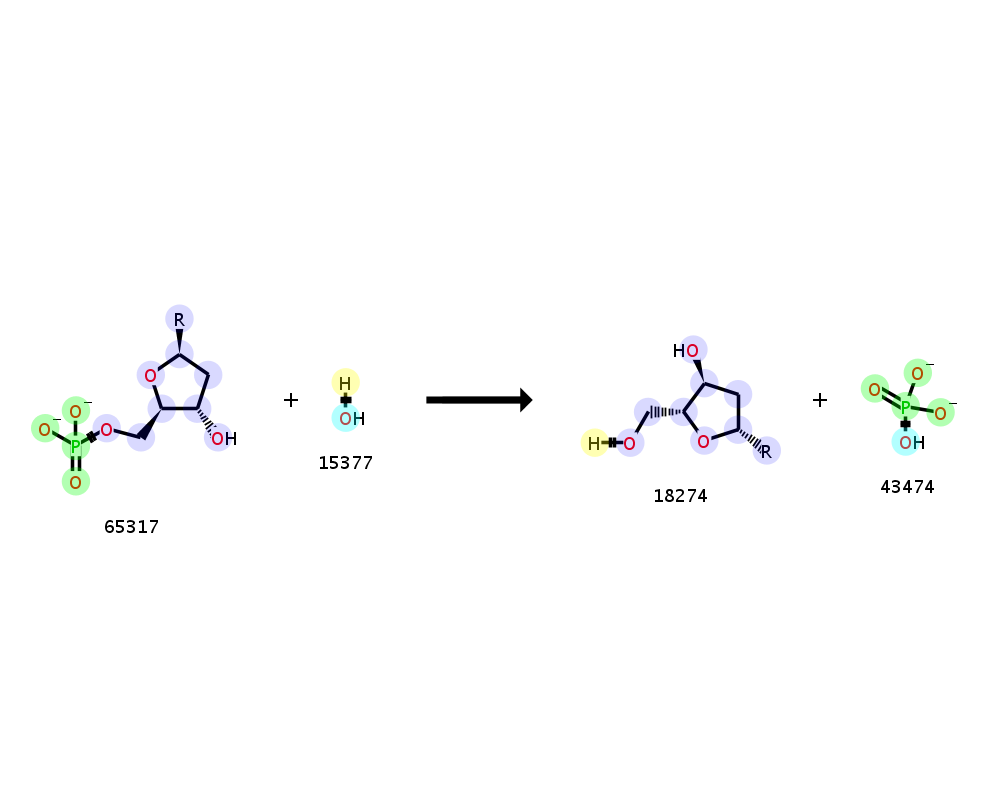 R
O
O⁻
⁻O P O
O
OH
65317
+
H
OH
15377
HO
H O
O
R
18274
+
O⁻
O
P O⁻
OH
43474